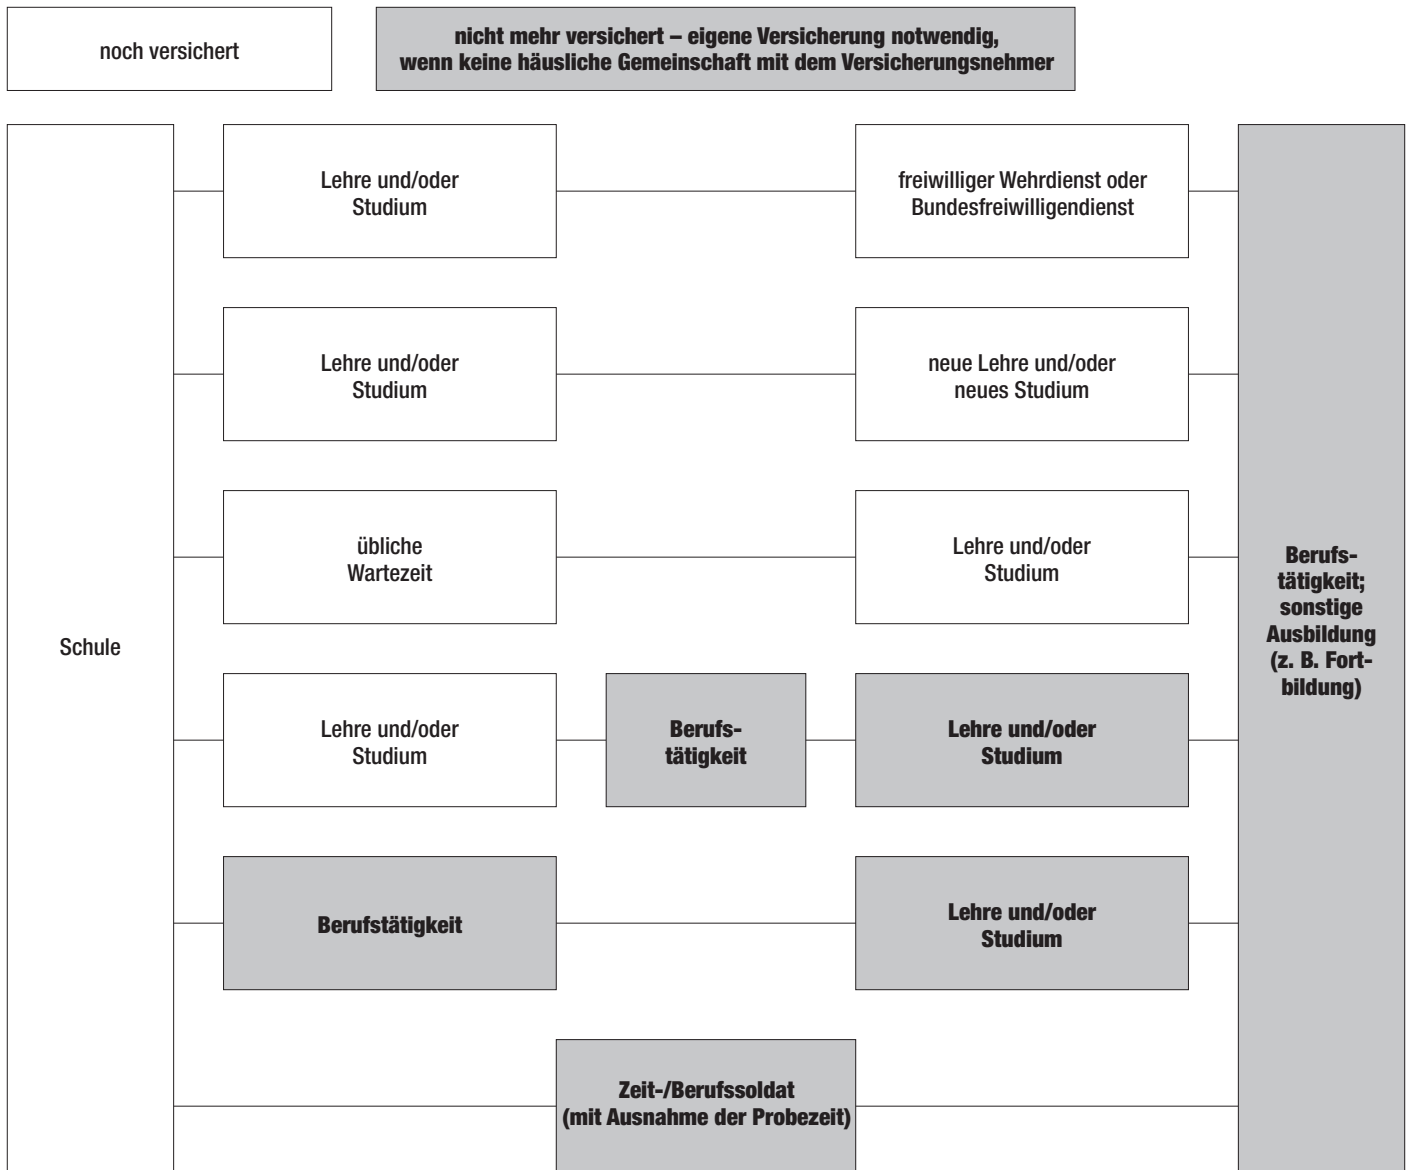 noch versichert
nicht mehr versichert – eigene Versicherung notwendig,
wenn keine häusliche Gemeinschaft mit dem Versicherungsnehmer
Schule
Lehre und/oder
Studium
freiwilliger Wehrdienst oder
Bundesfreiwilligendienst
Lehre und/oder
Studium
neue Lehre und/oder
neues Studium
übliche
Wartezeit
Lehre und/oder
Studium
Lehre und/oder
Studium
Berufs-
tätigkeit
Lehre und/oder
Studium
Berufstätigkeit
Lehre und/oder
Studium
Zeit-/Berufssoldat
(mit Ausnahme der Probezeit)
Berufs-
tätigkeit;
sonstige
Ausbildung
(z. B. Fort-
bildung)